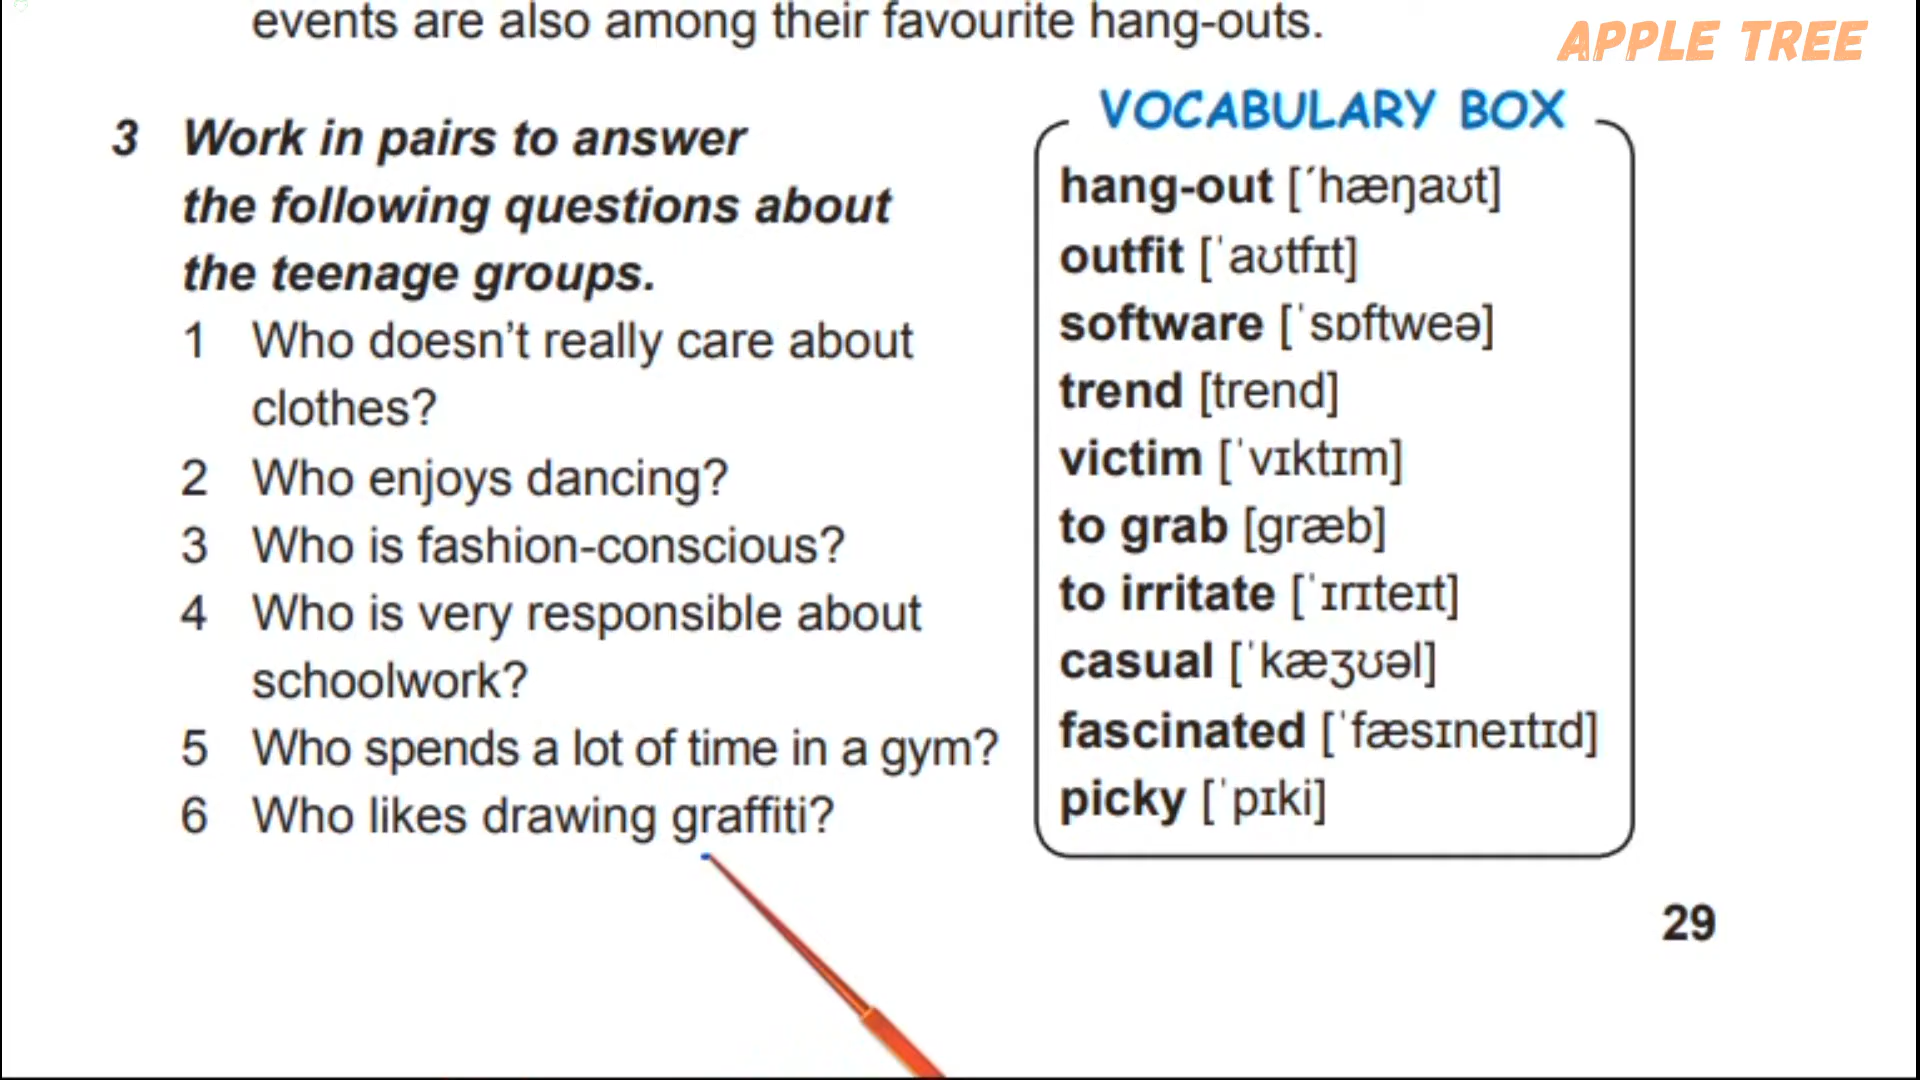 events are also among their favourite hang-outs.
APPLE TREE
3 Work in pairs to answer
the following questions about
the teenage groups.
1 Who doesn't really care about
clothes?
2 Who enjoys dancing?
3 Who is fashion-conscious?
4 Who is very responsible about
schoolwork?
5 Who spends a lot of time in a gym?
6 Who likes drawing graffiti?
VOCABULARY BOX
hang-out [´hæŋaʊt]
outfit [ˈaʊtfɪt]
software [ˈsɒftweə]
trend [trend]
victim [ˈvɪktɪm]
to grab [græb]
to irritate [ˈɪrɪteɪt]
casual [ˈkæʒʊəl]
fascinated [ˈfæsɪneɪtɪd]
picky [ˈpɪki]
29